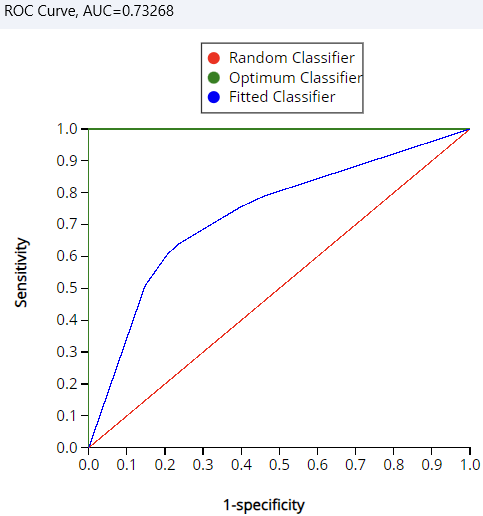 ROC Curve, AUC=0.73268
Random Classifier
Optimum Classifier
Fitted Classifier
1.0
0.9
0.8
0.7
0.6
0.5
0.4
0.3
0.2
0.1
0.0
Sensitivity
0.0 0.1 0.2 0.3 0.4 0.5 0.6 0.7 0.8 0.9 1.0
1-specificity